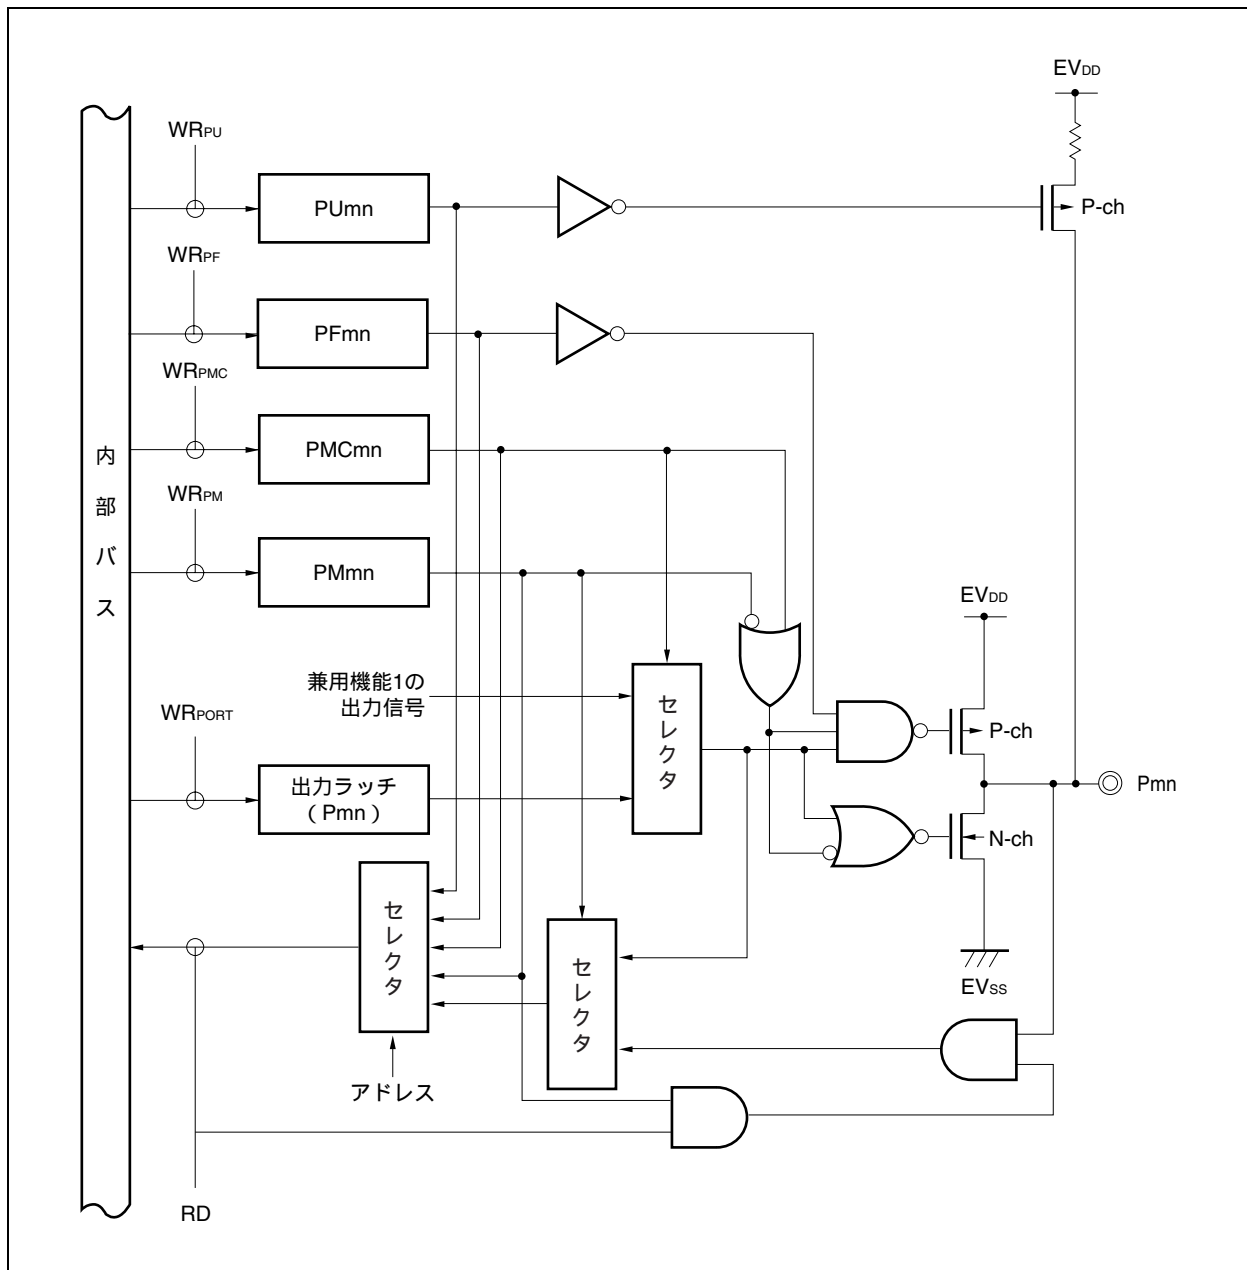 EVDD
WRPU
PUmn
P-ch
WRPF
PFmn
WRPMC
PMCmn
内部バス
WRPM
PMmn
EVDD
兼用機能1の
出力信号
セレクタ
WRPORT
P-ch
出力ラッチ
(Pmn)
Pmn
N-ch
セレクタ
セレクタ
EVSS
アドレス
RD